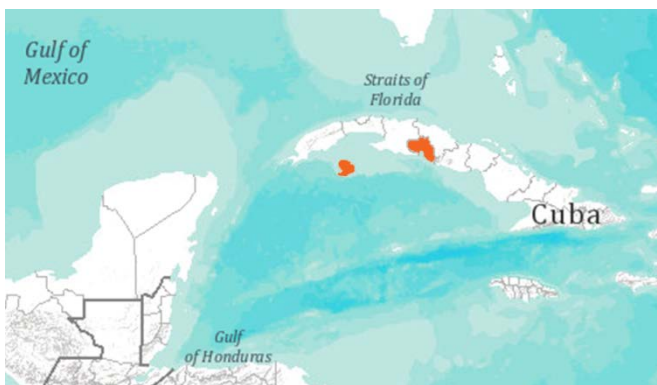 Gulf of
Mexico
Straits of
Florida
Cuba
Gulf
of Honduras